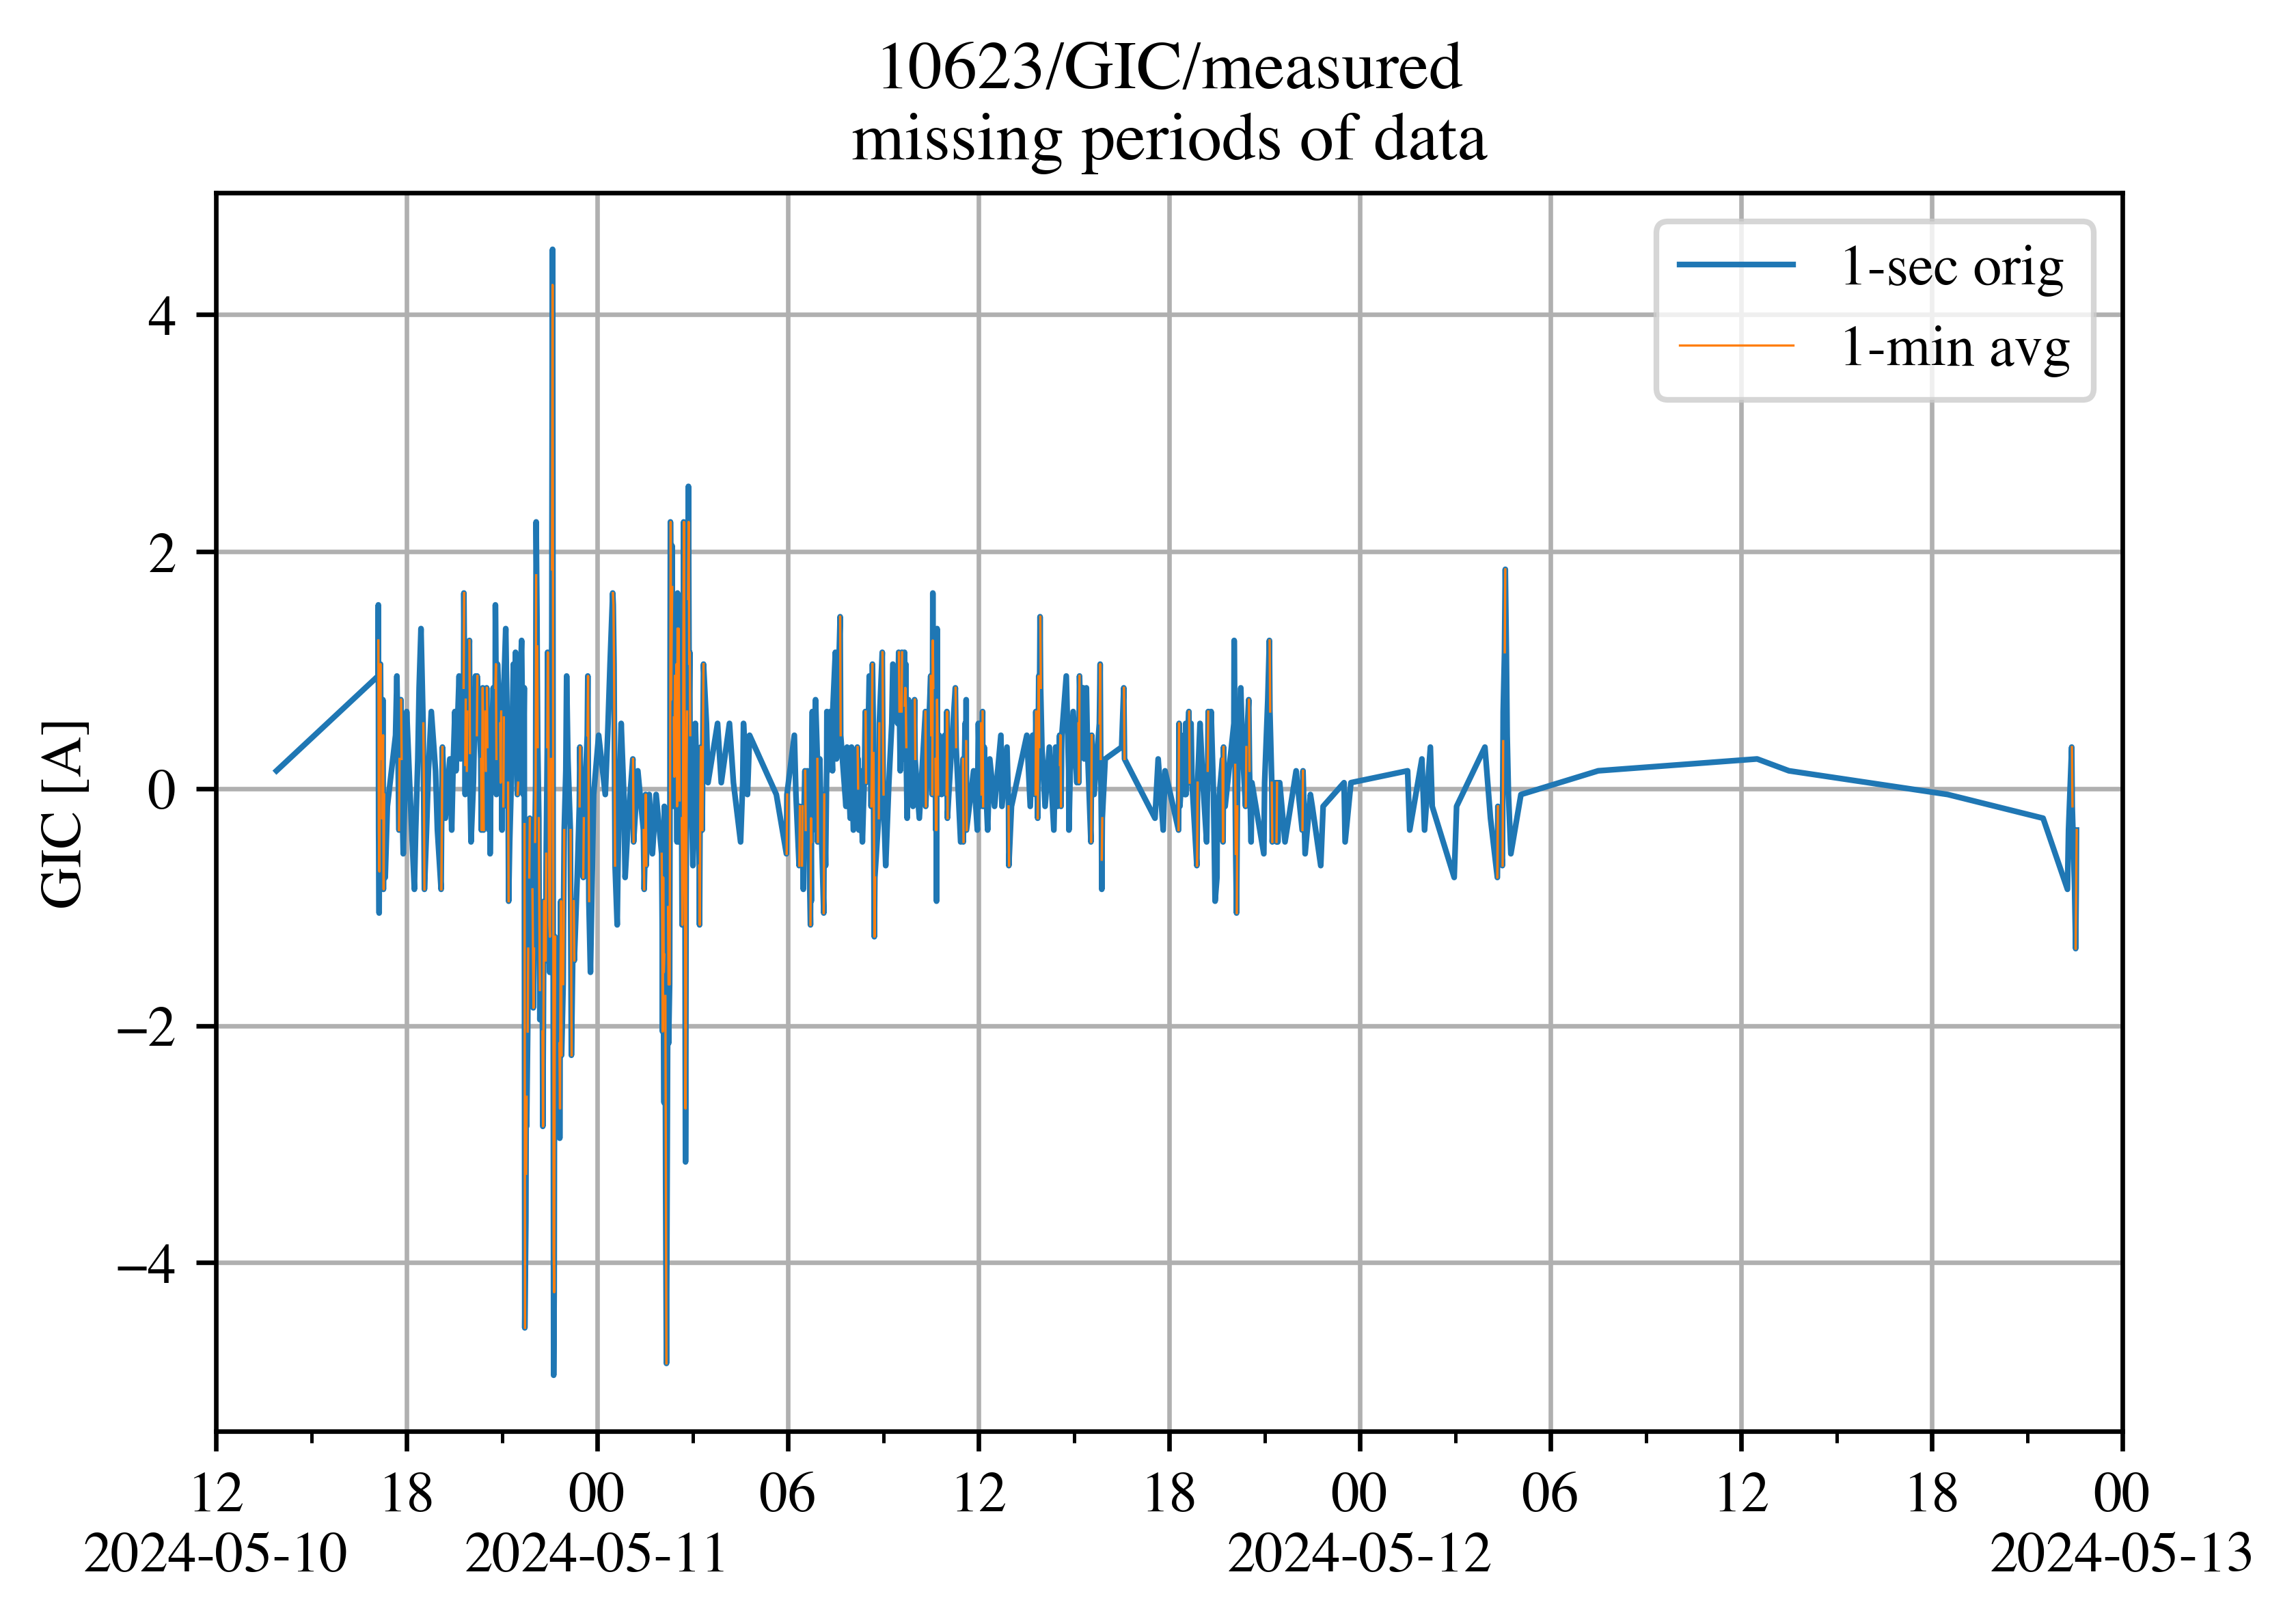 10623/GIC/measured
missing periods of data
1-sec orig
1-min avg
GIC [A]
4
2
0
−2
−4
12 18 00 06 12 18 00 06 12 18 00
2024-05-10 2024-05-11 2024-05-12 2024-05-13